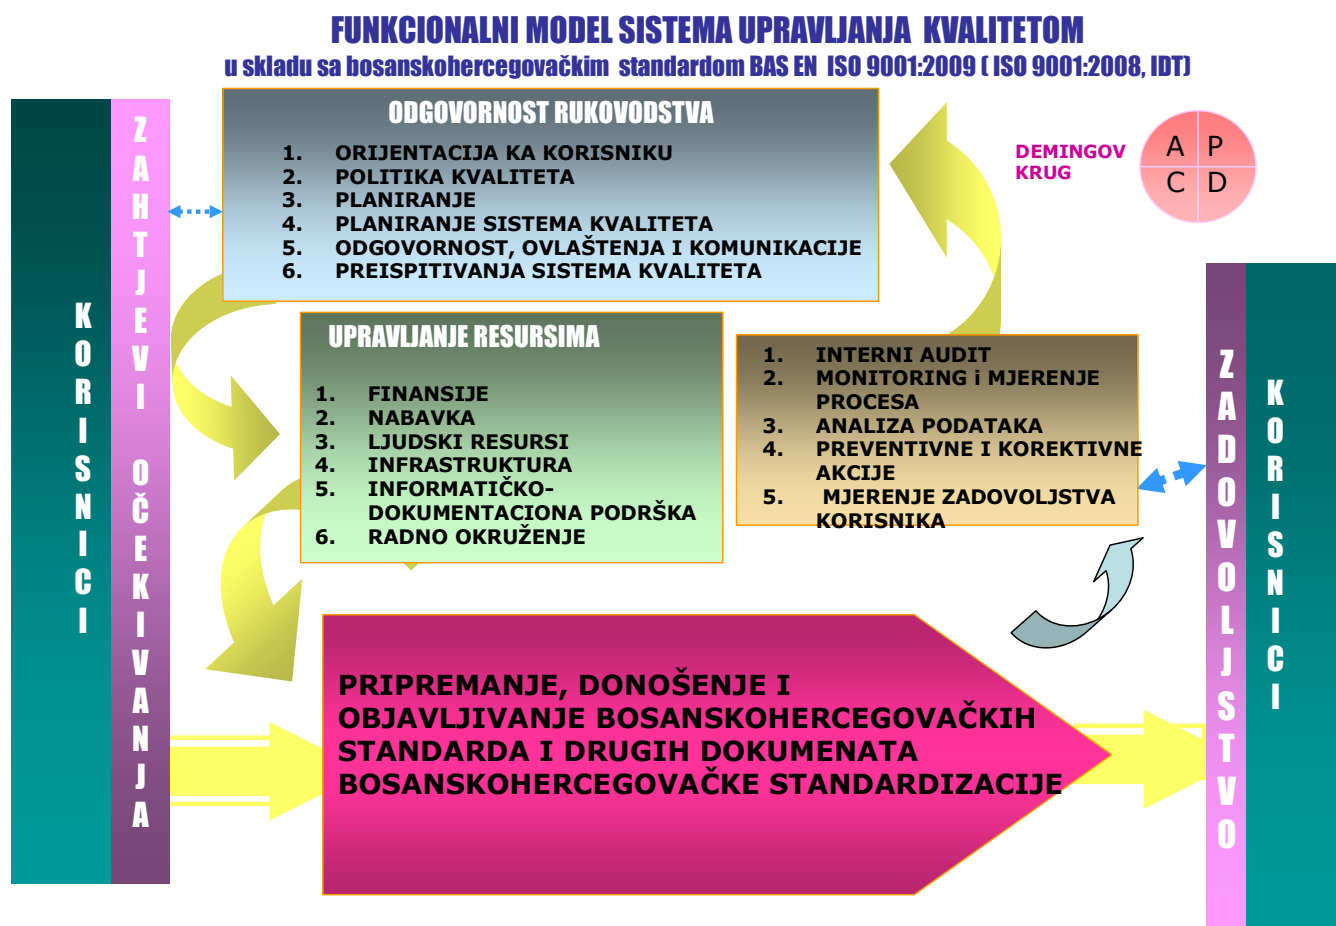 FUNKCIONALNI MODEL SISTEMA UPRAVLJANJA KVALITETOM
u skladu sa bosanskohercegovačkim standardom BAS EN ISO 9001:2009 ( ISO 9001:2008, IDT)
KORISNICI
ZAHTJEVI OČEKIVANJA
ODGOVORNOST RUKOVODSTVA
1. ORIJENTACIJA KA KORISNIKU
2. POLITIKA KVALITETA
3. PLANIRANJE
4. PLANIRANJE SISTEMA KVALITETA
5. ODGOVORNOST, OVLAŠTENJA I KOMUNIKACIJE
6. PREISPITIVANJA SISTEMA KVALITETA
DEMINGOV
KRUG
A P
C D
UPRAVLJANJE RESURSIMA
1. FINANSIJE
2. NABAVKA
3. LJUDSKI RESURSI
4. INFRASTRUKTURA
5. INFORMATIČKO-
DOKUMENTACIONA PODRŠKA
6. RADNO OKRUŽENJE
1. INTERNI AUDIT
2. MONITORING i MJERENJE
PROCESA
3. ANALIZA PODATAKA
4. PREVENTIVNE I KOREKTIVNE
AKCIJE
5. MJERENJE ZADOVOLJSTVA
KORISNIKA
PRIPREMANJE, DONOŠENJE I
OBJAVLJIVANJE BOSANSKOHERCEGOVAČKIH
STANDARDA I DRUGIH DOKUMENATA
BOSANSKOHERCEGOVAČKE STANDARDIZACIJE
ZADOVOLJSTVO
KORISNICI